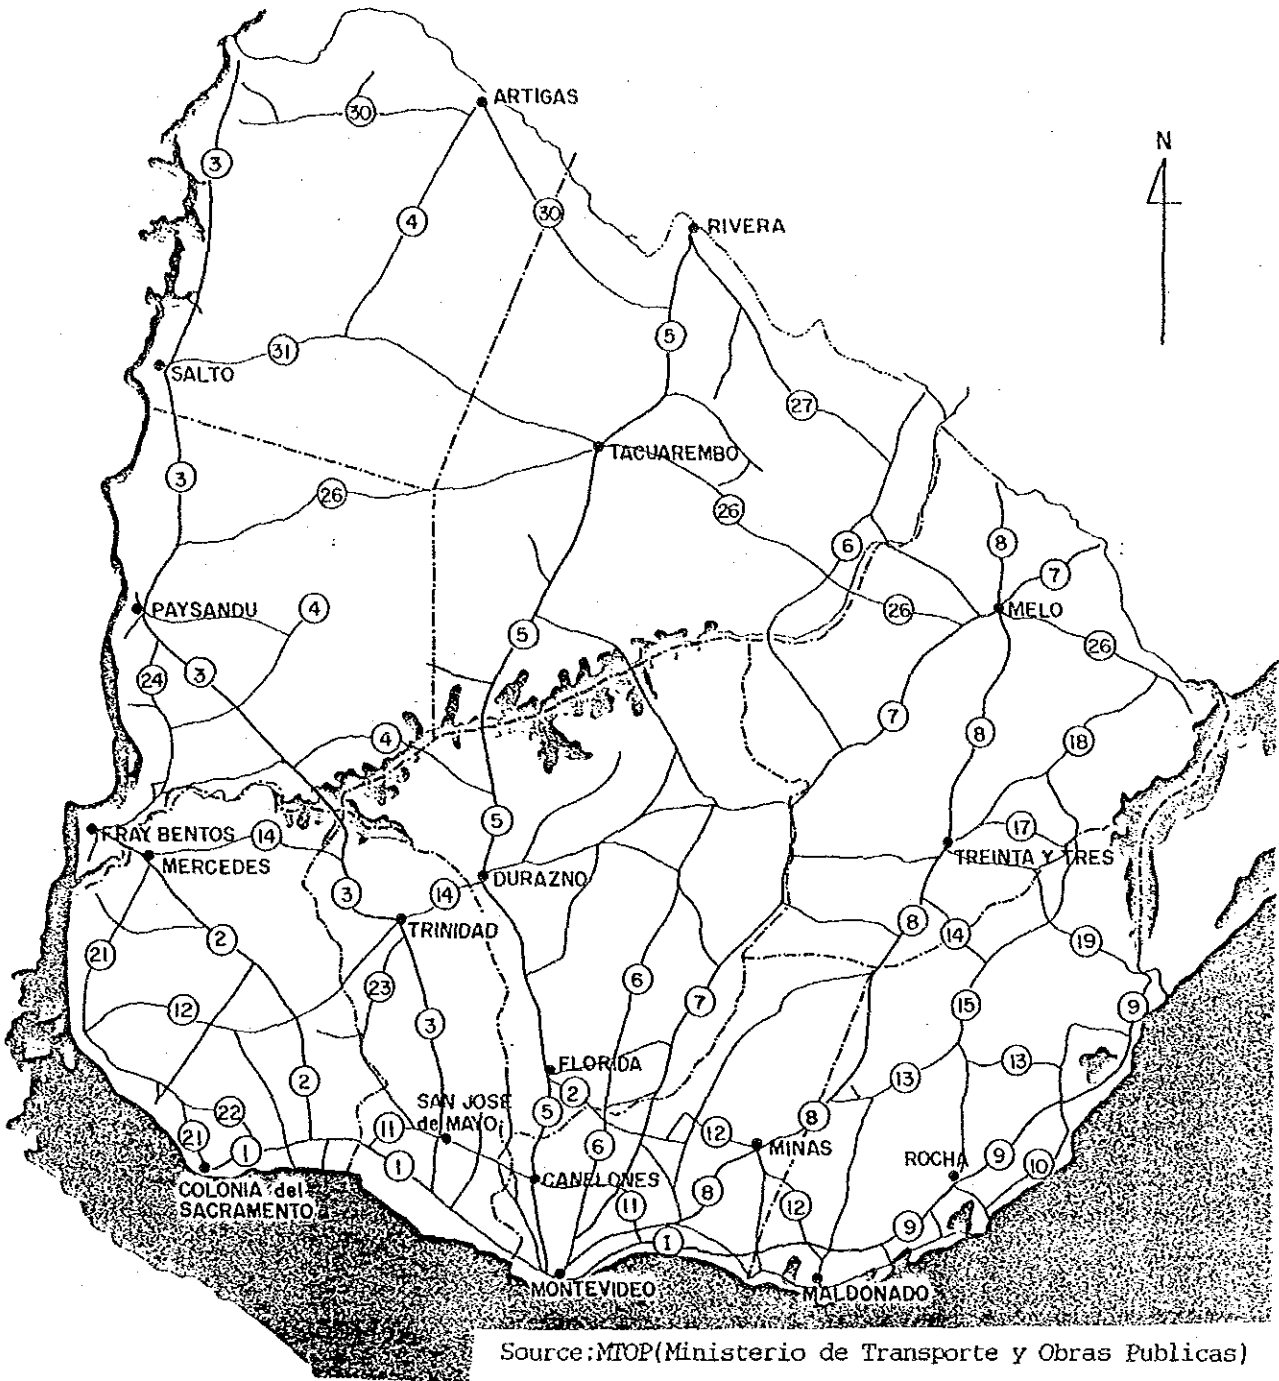 ARTIGAS
N
30
3
4
30
RIVERA
5
31
SALTO
27
TACUAREMBO
3
26
26
6
8
7
PAYSANDU
4
26
MELO
5
26
3
24
7
4
8
18
5
FRAY BENTOS
14
17
MERCEDES
TREINTA Y TRES
DURAZNO
3
14
TRINIDAD
8
14
2
19
21
6
23
7
15
9
12
3
FLORIDA
13
13
2
2
SAN JOSE
de MAYO
22
5
8
11
12
21
6
MINAS
1
ROCHA
9
10
1
CANELONES
8
COLONIA del
SACRAMENTO
11
12
9
1
MONTEVIDEO
MALDONADO
Source:MTOP(Ministerio de Transporte y Obras Publicas)